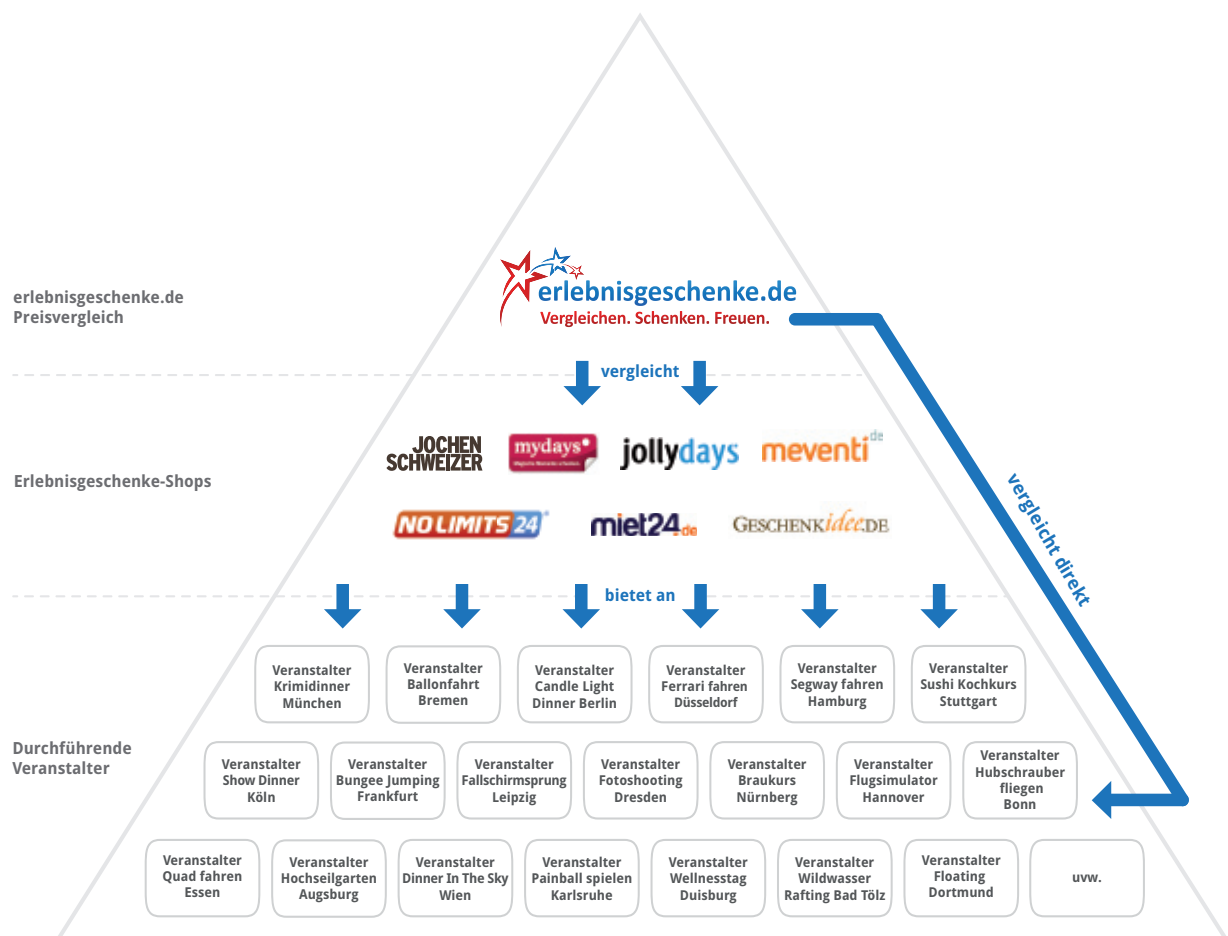 erlebnisgeschenke.de
Preisvergleich
erlebnisgeschenke.de
Vergleichen. Schenken. Freuen.
vergleicht
Erlebnisgeschenke-Shops
JOCHEN
SCHWEIZER
mydays
jollydays
meventi.de
NO LIMITS 24
miet24.de
GESCHENKidee.DE
vergleicht direkt
bietet an
Durchführende
Veranstalter
Veranstalter
Krimidinner
München
Veranstalter
Ballonfahrt
Bremen
Veranstalter
Candle Light
Dinner Berlin
Veranstalter
Ferrari fahren
Düsseldorf
Veranstalter
Segway fahren
Hamburg
Veranstalter
Sushi Kochkurs
Stuttgart
Veranstalter
Show Dinner
Köln
Veranstalter
Bungee Jumping
Frankfurt
Veranstalter
Fallschirmsprung
Leipzig
Veranstalter
Fotoshooting
Dresden
Veranstalter
Braukurs
Nürnberg
Veranstalter
Flugsimulator
Hannover
Veranstalter
Hubschrauber
fliegen
Bonn
Veranstalter
Quad fahren
Essen
Veranstalter
Hochseilgarten
Augsburg
Veranstalter
Dinner In The Sky
Wien
Veranstalter
Painball spielen
Karlsruhe
Veranstalter
Wellnesstag
Duisburg
Veranstalter
Wildwasser
Rafting Bad Tölz
Veranstalter
Floating
Dortmund
uvw.